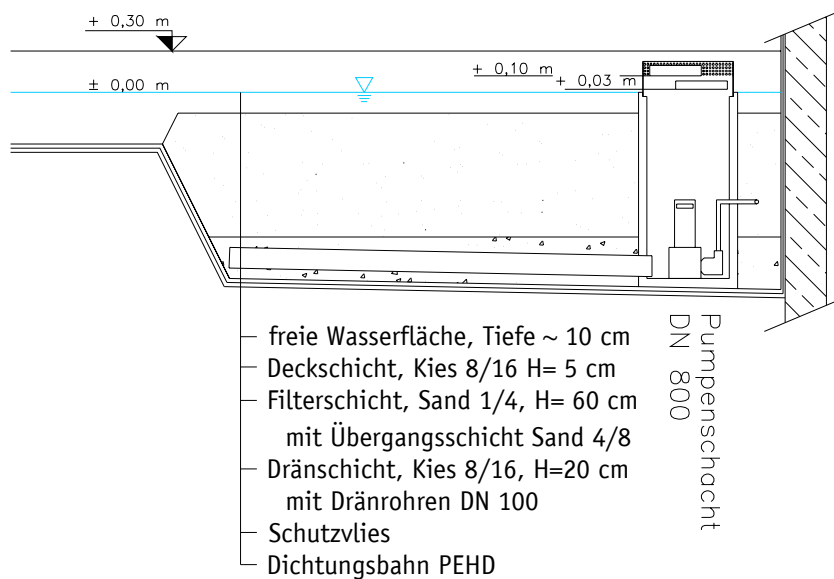 + 0,30 m
± 0,00 m
+ 0,10 m
+ 0,03 m
freie Wasserfläche, Tiefe ~ 10 cm
Deckschicht, Kies 8/16 H= 5 cm
Filterschicht, Sand 1/4, H= 60 cm
mit Übergangsschicht Sand 4/8
Dränschicht, Kies 8/16, H=20 cm
mit Dränrohren DN 100
Schutzvlies
Dichtungsbahn PEHD
Pumpenschacht
DN 800